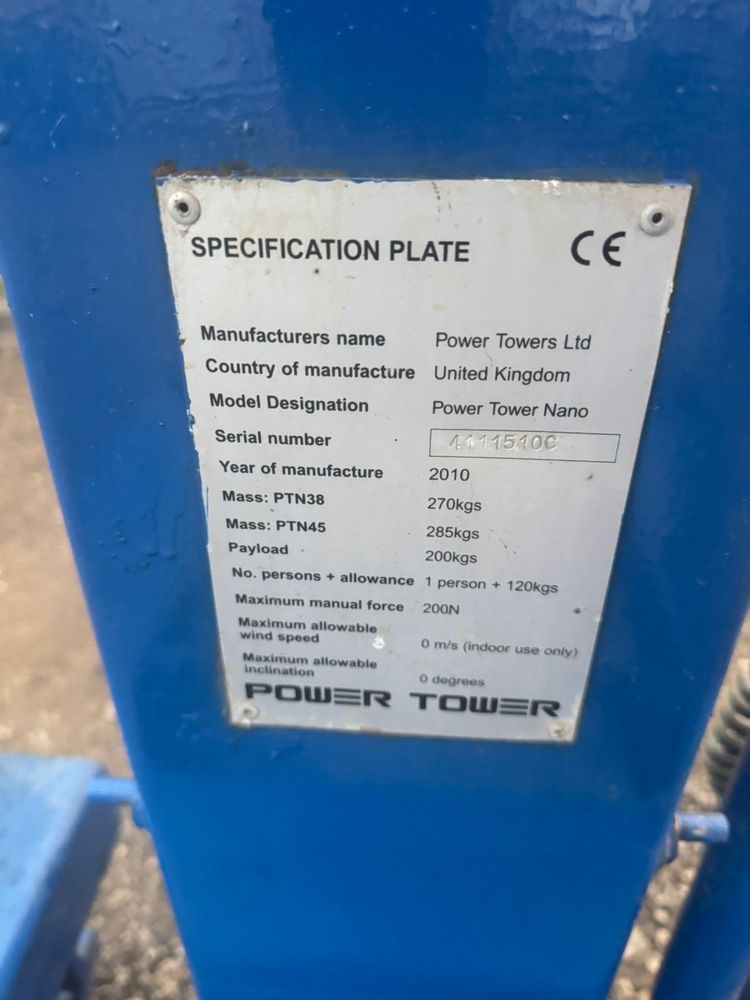 SPECIFICATION PLATE CE
Manufacturers name Power Towers Ltd
Country of manufacture United Kingdom
Model Designation Power Tower Nano
Serial number
Year of manufacture 2010
Mass: PTN38 270kgs
Mass: PTN45 285kgs
Payload 200kgs
No. persons + allowance 1 person + 120kgs
Maximum manual force 200N
Maximum allowable
wind speed 0 m/s (indoor use only)
Maximum allowable
inclination 0 degrees
POWER TOWER